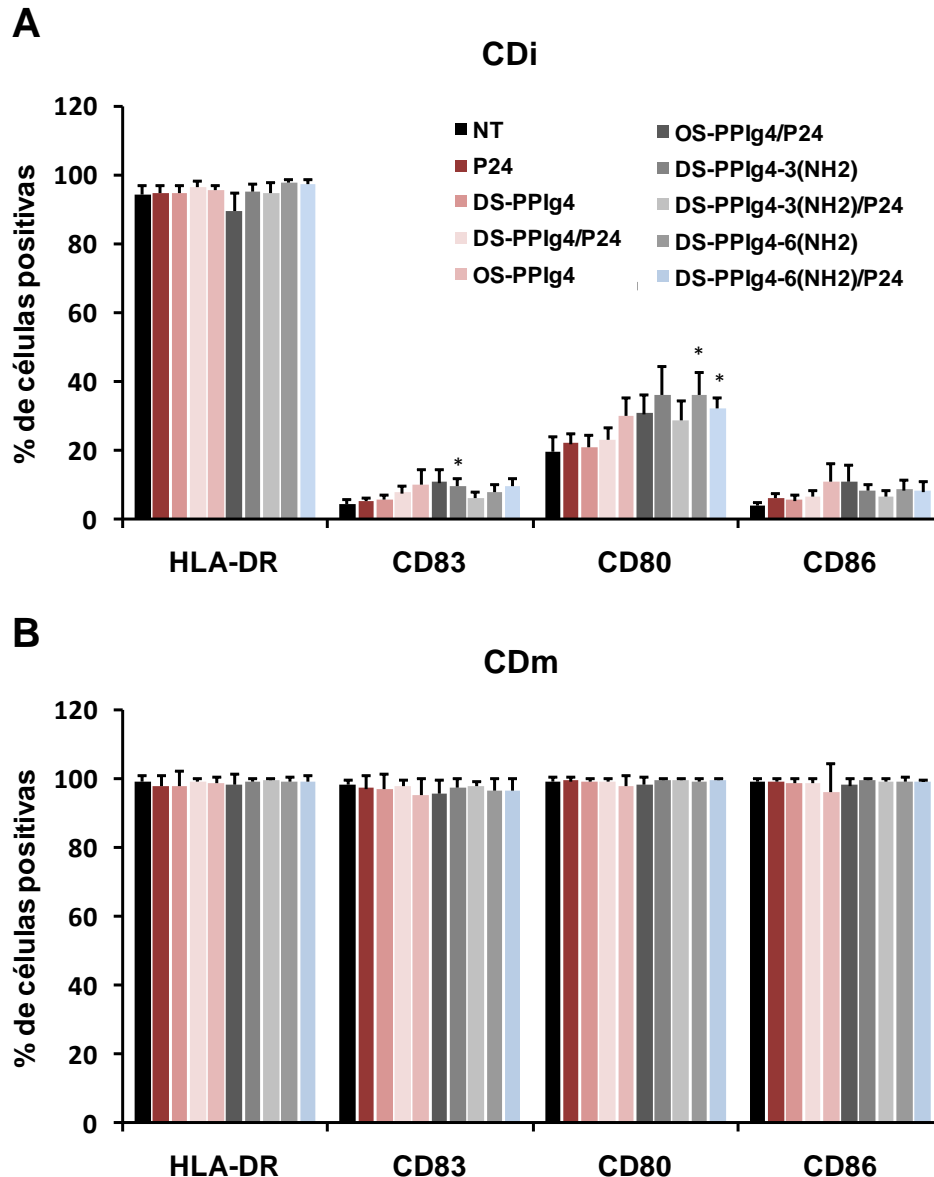 A
CDi
% de células positivas
120
100
80
60
40
20
0
NT
P24
DS-PPIg4
DS-PPIg4/P24
OS-PPIg4
OS-PPIg4/P24
DS-PPIg4-3(NH2)
DS-PPIg4-3(NH2)/P24
DS-PPIg4-6(NH2)
DS-PPIg4-6(NH2)/P24
*
*
*
HLA-DR CD83 CD80 CD86
B
CDm
% de células positivas
120
100
80
60
40
20
0
HLA-DR CD83 CD80 CD86